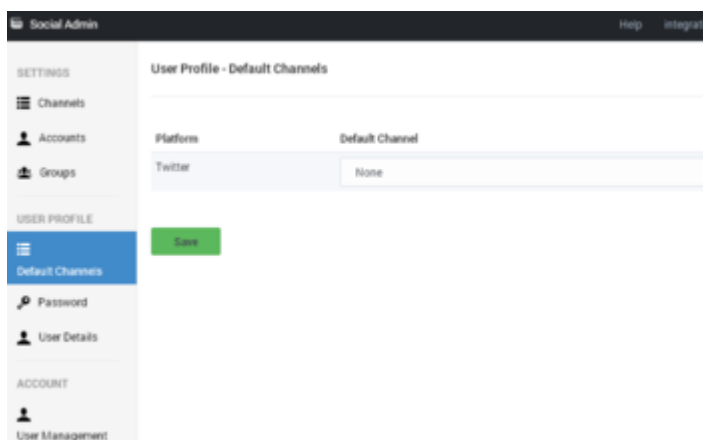 Social Admin
Help
SETTINGS
Channels
Accounts
Groups
USER PROFILE
Default Channels
Password
User Details
ACCOUNT
User Management
User Profile - Default Channels
Platform Default Channel
Twitter None
Save